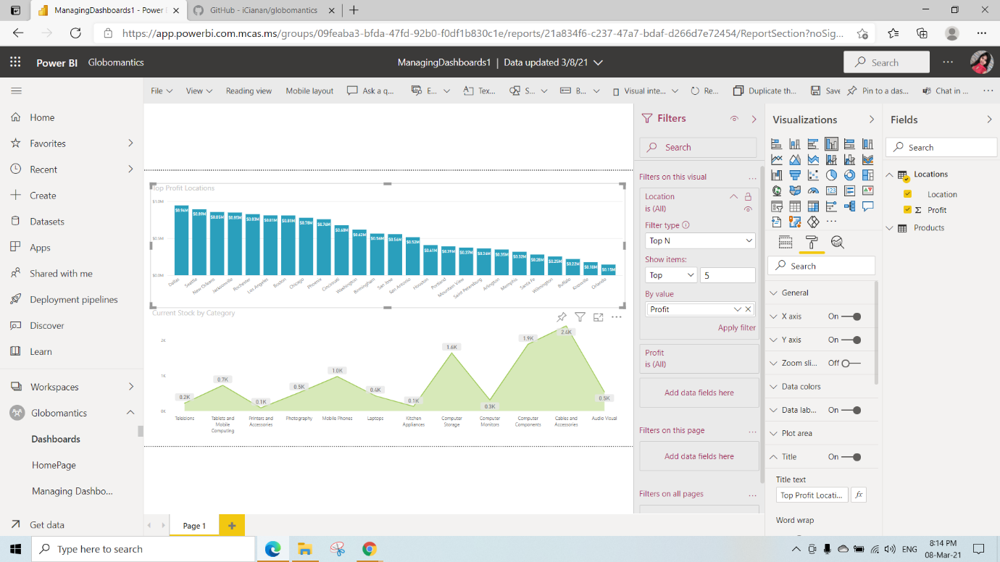 ManagingDashboards1 - Power B
GitHub - iCianan/globomantics
https://app.powerbi.com.mcas.ms/groups/09feaba3-bfda-47fd-92b0-f0df1b830c1e/reports/21a834f6-c237-47a7-bdaf-d266d7e72454/ReportSection?noSig...
Power BI Globomantics
ManagingDashboards1 | Data updated 3/8/21
Search
File View Reading view Mobile layout Ask a q... E... Tex... S... B... Visual inte... Re... Duplicate th... Save Pin to a das... Chat in ...
Home
Favorites
Recent
Create
Datasets
Apps
Shared with me
Deployment pipelines
Discover
Learn
Workspaces
Globomantics
Dashboards
HomePage
Managing Dashbo...
Get data
Top Profit Locations
$1.0M
$0.5M
$0.0M
$0.94M $0.89M $0.85M $0.85M $0.83M $0.81M $0.81M $0.78M $0.76M $0.68M $0.62M $0.56M $0.56M $0.52M $0.41M $0.39M $0.37M $0.36M $0.35M $0.32M $0.28M $0.25M $0.22M $0.18M $0.15M
Dallas Seattle New Orleans Jacksonville Rochester Los Angeles Boston Chicago Phoenix Cincinnati Washington Birmingham San Jose San Antonio Houston Portland Mountain View Saint Petersburg Arlington Memphis Santa Fe Wilmington Buffalo Knoxville Orlando
Current Stock by Category
2K
1K
0K
0.2K 0.7K 0.1K 0.5K 1.0K 0.4K 0.1K 1.6K 0.3K 1.9K 2.4K 0.5K
Televisions
Tablets and
Mobile
Computing
Printers and
Accessories
Photography
Mobile Phones
Laptops
Kitchen
Appliances
Computer
Storage
Computer
Monitors
Computer
Components
Cables and
Accessories
Audio Visual
Page 1
Filters
Search
Filters on this visual
Location
is (All)
Filter type
Top N
Show items:
Top 5
By value
Profit
Apply filter
Profit
is (All)
Add data fields here
Filters on this page
Add data fields here
Filters on all pages
Visualizations
Search
General
X axis On
Y axis On
Zoom sli... Off
Data colors
Data lab... On
Plot area
Title On
Title text
Top Profit Locati... fx
Word wrap
Fields
Search
Locations
Location
Profit
Products
Type here to search
ENG
8:14 PM
08-Mar-21